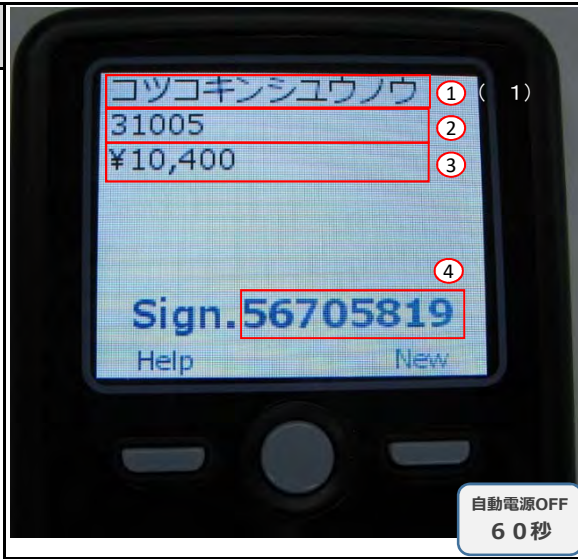 コツコキンシユウノウ ① ( 1)
31005 ②
¥10,400 ③
④
Sign.56705819
Help New
自動電源OFF
60秒